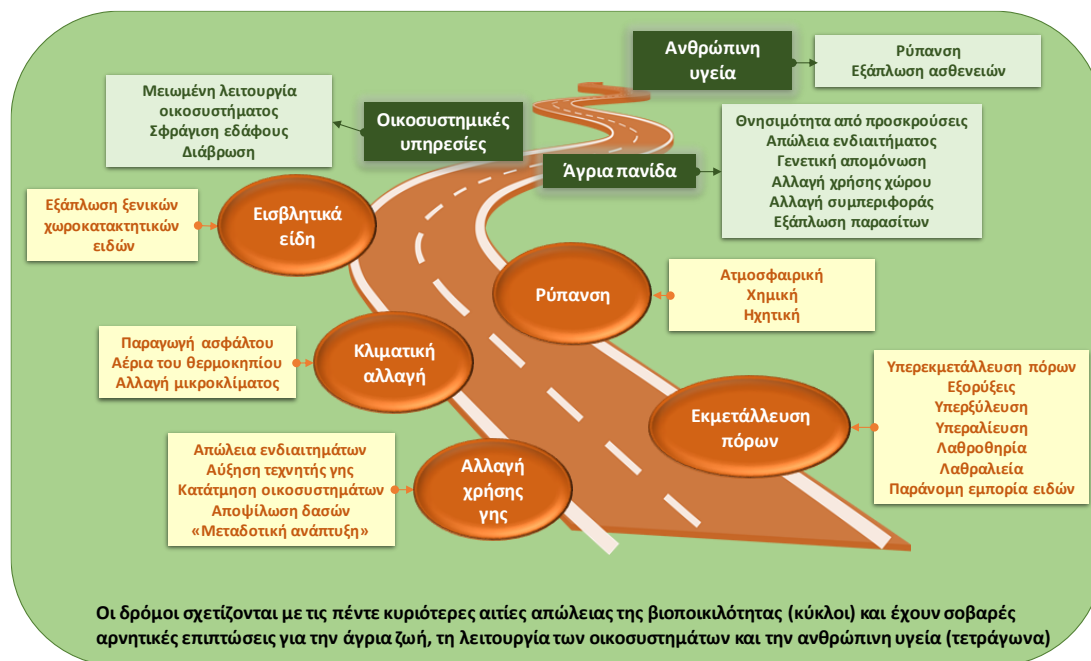 Ανθρώπινη
υγεία
Ρύπανση
Εξάπλωση ασθενειών
Μειωμένη λειτουργία
οικοσυστήματος
Σφράγιση εδάφους
Διάβρωση
Οικοσυστημικές
υπηρεσίες
Άγρια πανίδα
Θνησιμότητα από προσκρούσεις
Απώλεια ενδιαιτήματος
Γενετική απομόνωση
Αλλαγή χρήσης χώρου
Αλλαγή συμπεριφοράς
Εξάπλωση παρασίτων
Εξάπλωση ξενικών
χωροκατακτητικών
ειδών
Εισβλητικά
είδη
Ρύπανση
Ατμοσφαιρική
Χημική
Ηχητική
Παραγωγή ασφάλτου
Αέρια του θερμοκηπίου
Αλλαγή μικροκλίματος
Κλιματική
αλλαγή
Εκμετάλλευση
πόρων
Υπερεκμετάλλευση πόρων
Εξορύξεις
Υπερξύλευση
Υπεραλίευση
Λαθροθηρία
Λαθραλιεία
Παράνομη εμπορία ειδών
Απώλεια ενδιαιτημάτων
Αύξηση τεχνητής γης
Κατάτμηση οικοσυστημάτων
Αποψίλωση δασών
«Μεταδοτική ανάπτυξη»
Αλλαγή
χρήσης
γης
Οι δρόμοι σχετίζονται με τις πέντε κυριότερες αιτίες απώλειας της βιοποικιλότητας (κύκλοι) και έχουν σοβαρές
αρνητικές επιπτώσεις για την άγρια ζωή, τη λειτουργία των οικοσυστημάτων και την ανθρώπινη υγεία (τετράγωνα)